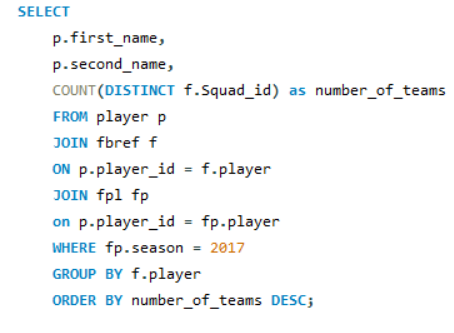 SELECT
p.first_name,
p.second_name,
COUNT(DISTINCT f.Squad_id) as number_of_teams
FROM player p
JOIN fbref f
ON p.player_id = f.player
JOIN fpl fp
on p.player_id = fp.player
WHERE fp.season = 2017
GROUP BY f.player
ORDER BY number_of_teams DESC;